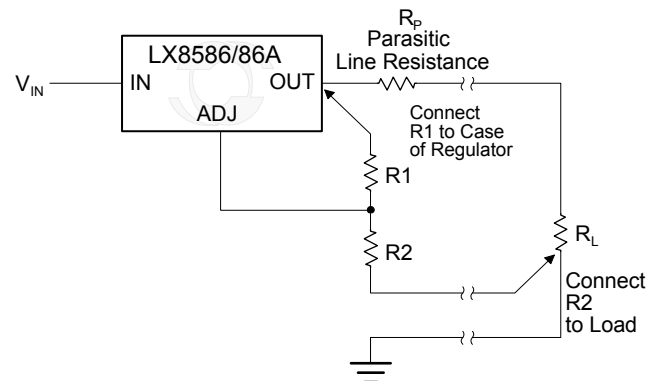 R_P
Parasitic
Line Resistance
LX8586/86A
V_IN
IN
OUT
ADJ
Connect
R1 to Case
of Regulator
R1
R2
R_L
Connect
R2
to Load